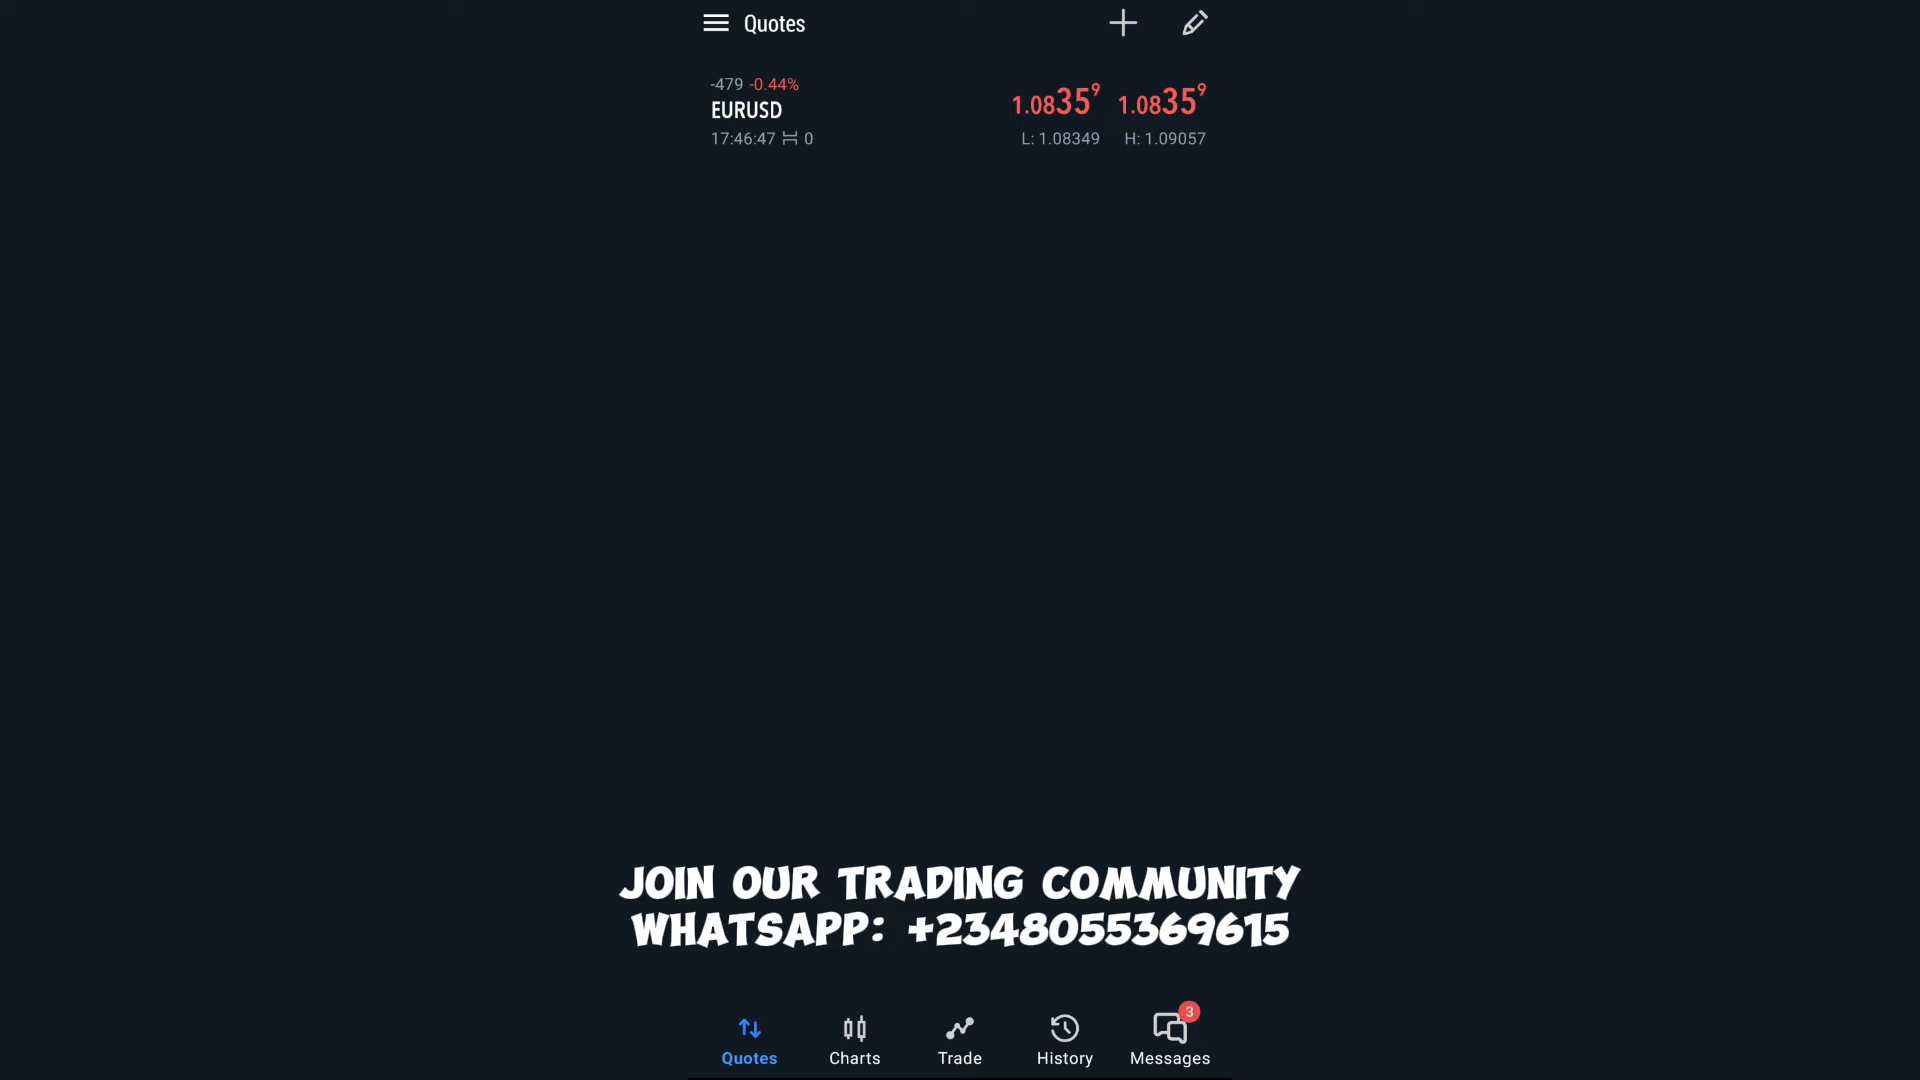 Quotes
-479 -0.44%
EURUSD
1.08359 1.08359
17:46:47 0
L: 1.08349 H: 1.09057
JOIN OUR TRADING COMMUNITY
WHATSAPP: +2348055369615
3
Quotes Charts Trade History Messages